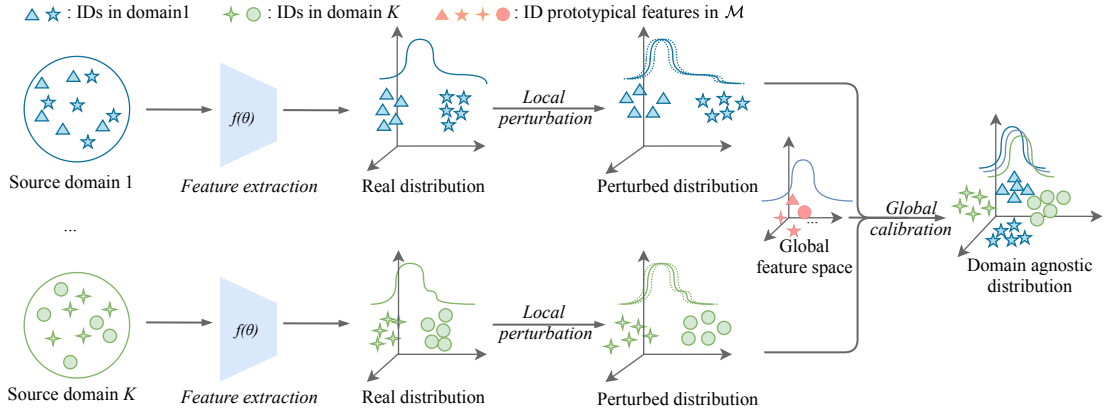 : IDs in domain1
: IDs in domain K
: ID prototypical features in ℳ
f(θ)
Local
perturbation
Source domain 1
Feature extraction
Real distribution
Perturbed distribution
...
...
Global
feature space
Global
calibration
Domain agnostic
distribution
f(θ)
Local
perturbation
Source domain K
Feature extraction
Real distribution
Perturbed distribution